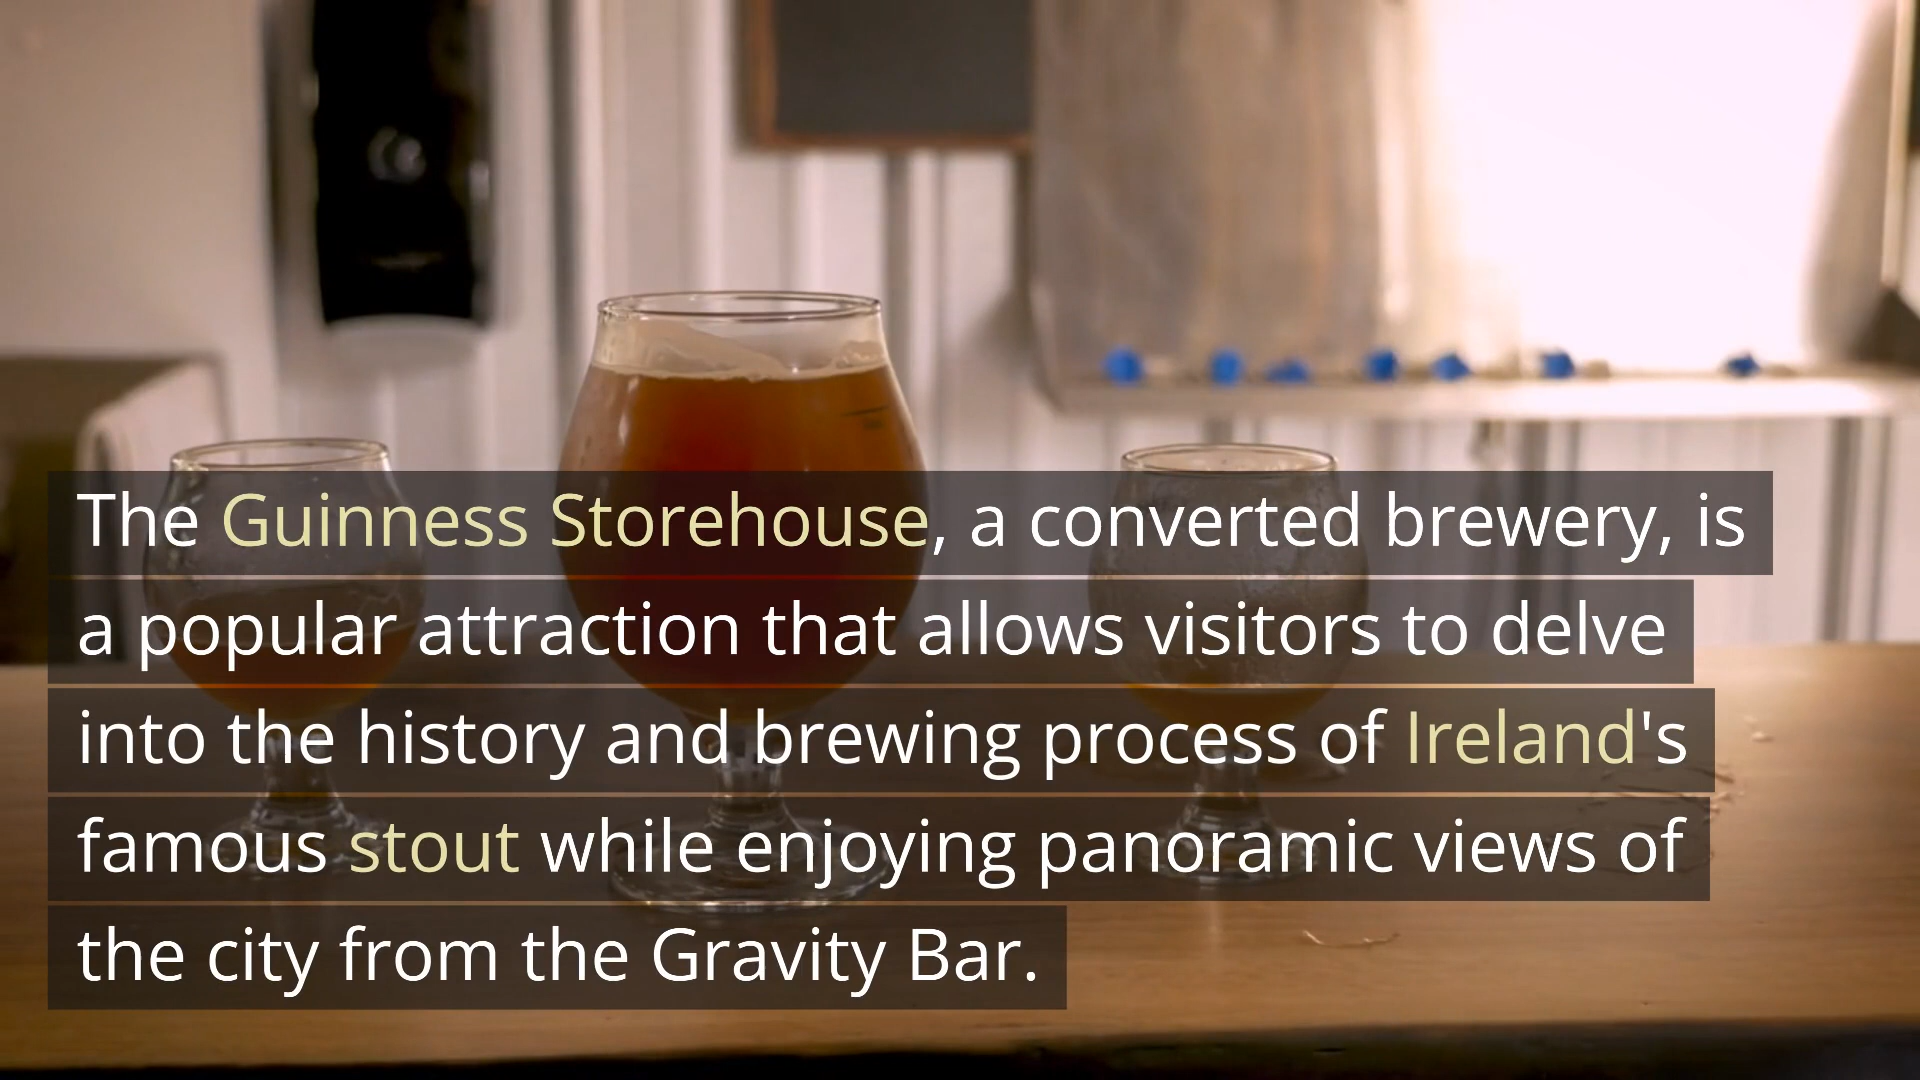 The Guinness Storehouse, a converted brewery, is
a popular attraction that allows visitors to delve
into the history and brewing process of Ireland's
famous stout while enjoying panoramic views of
the city from the Gravity Bar.